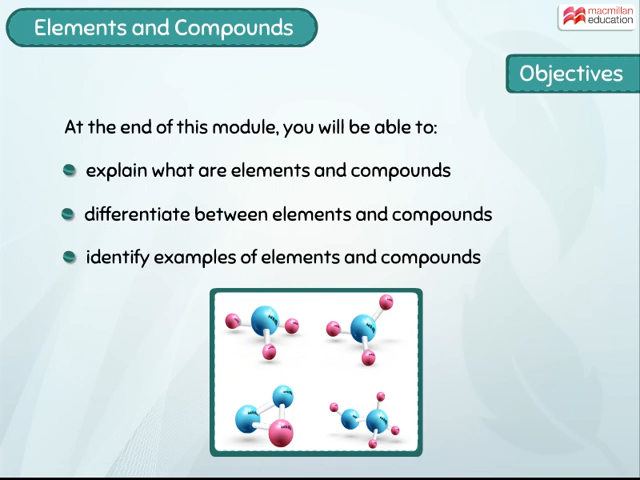 Elements and Compounds
macmillan
education
Objectives
At the end of this module, you will be able to:
explain what are elements and compounds
differentiate between elements and compounds
identify examples of elements and compounds